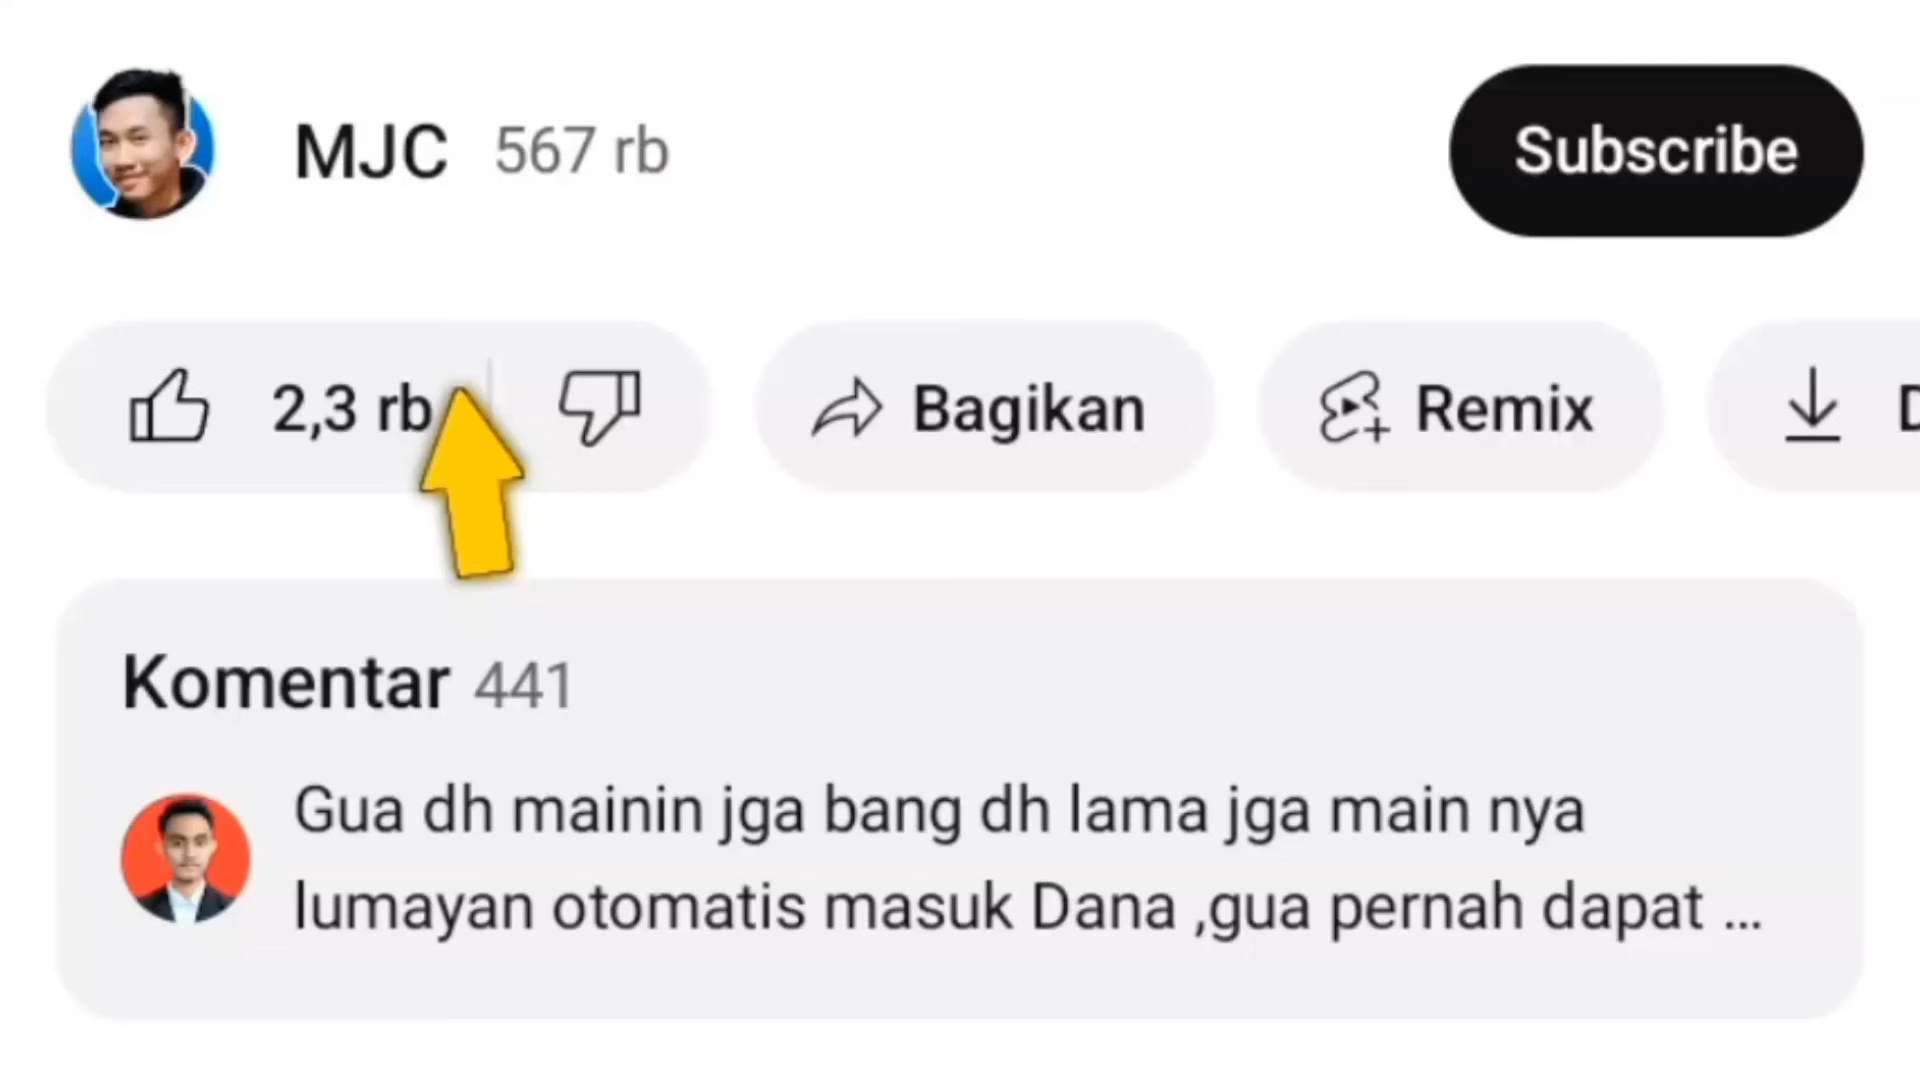 MJC 567 rb Subscribe
2,3 rb Bagikan Remix D
Komentar 441
Gua dh mainin jga bang dh lama jga main nya
lumayan otomatis masuk Dana ,gua pernah dapat ...